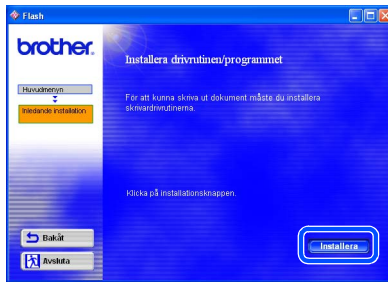 Flash
brother.
Huvudmenyn
Inledande installation
Installera drivrutinen/programmet
För att kunna skriva ut dokument måste du installera
skrivardrivrutinerna.
Klicka på installationsknappen.
Bakåt
Avsluta
Installera